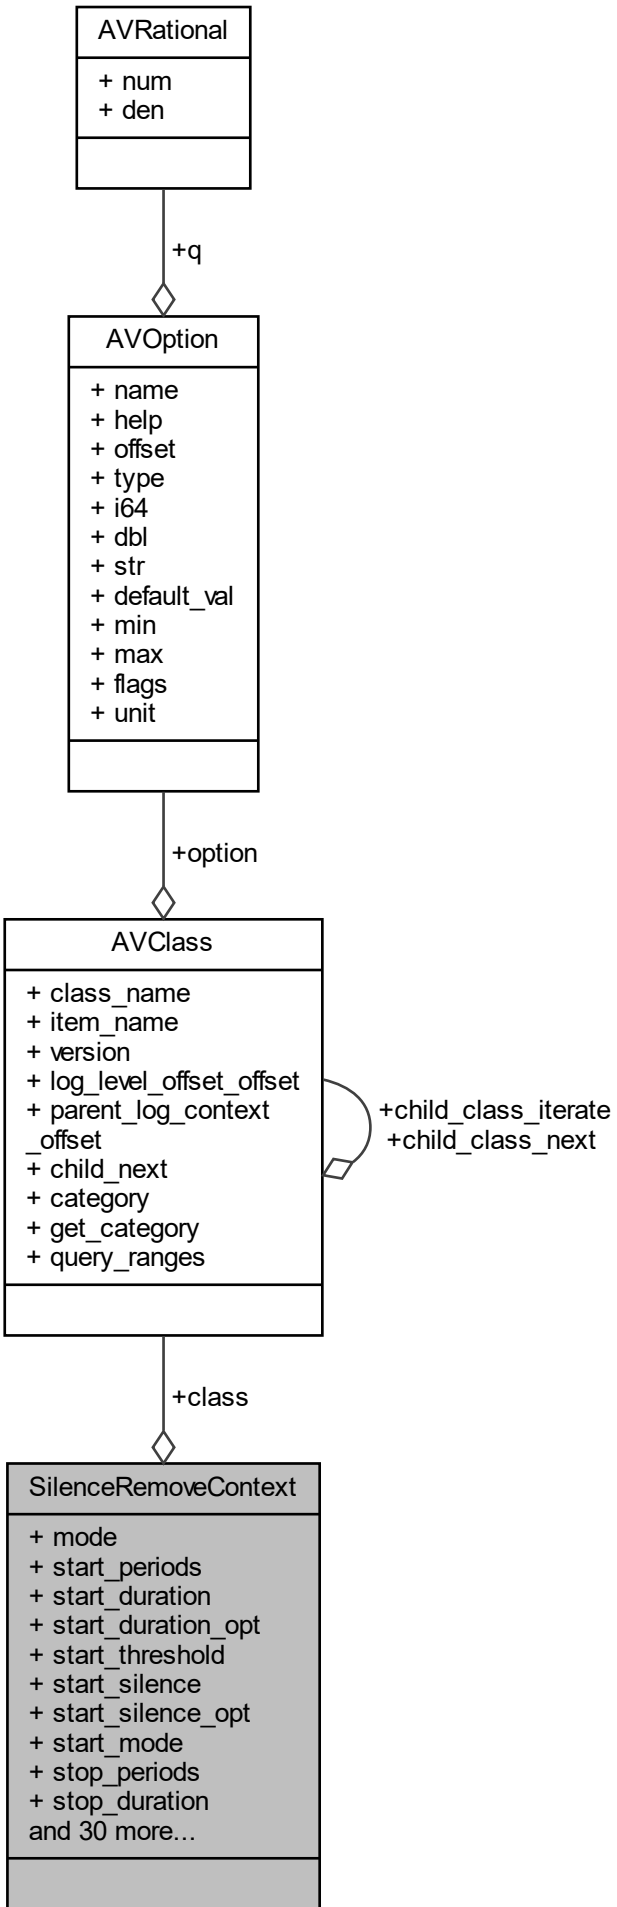 AVRational
+ num
+ den
+q
AVOption
+ name
+ help
+ offset
+ type
+ i64
+ dbl
+ str
+ default_val
+ min
+ max
+ flags
+ unit
+option
AVClass
+ class_name
+ item_name
+ version
+ log_level_offset_offset
+ parent_log_context
_offset
+ child_next
+ category
+ get_category
+ query_ranges
+child_class_iterate
+child_class_next
+class
SilenceRemoveContext
+ mode
+ start_periods
+ start_duration
+ start_duration_opt
+ start_threshold
+ start_silence
+ start_silence_opt
+ start_mode
+ stop_periods
+ stop_duration
and 30 more...